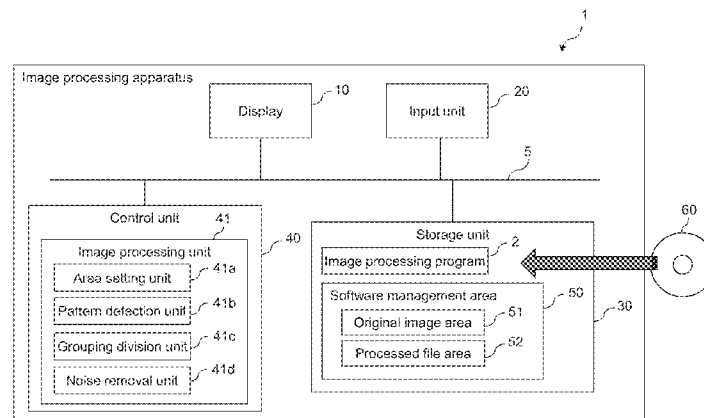 1
Image processing apparatus
10
20
Display
Input unit
5
Control unit
41
40
Image processing unit
Area setting unit
41a
Pattern detection unit
41b
Grouping division unit
41c
Noise removal unit
41d
Storage unit
2
Image processing program
60
Software management area
50
30
Original image area
51
Processed file area
52